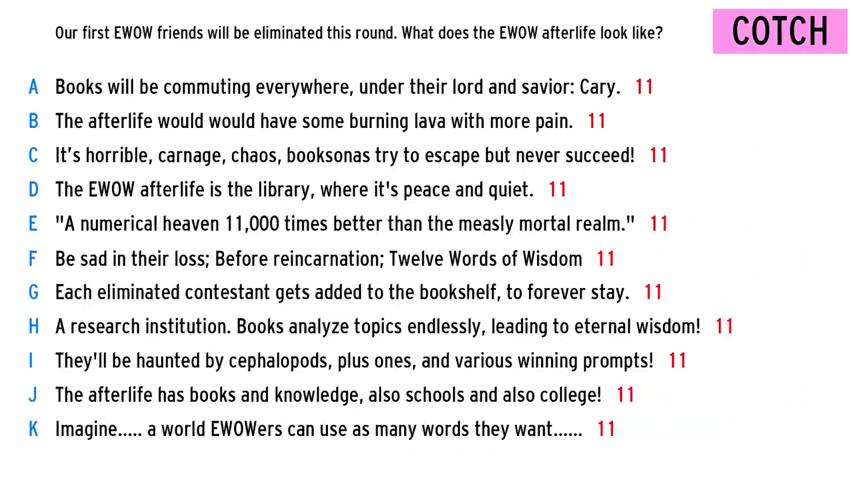 Our first EWOW friends will be eliminated this round. What does the EWOW afterlife look like?
COTCH
A Books will be commuting everywhere, under their lord and savior: Cary. 11
B The afterlife would would have some burning lava with more pain. 11
C It's horrible, carnage, chaos, booksonas try to escape but never succeed! 11
D The EWOW afterlife is the library, where it's peace and quiet. 11
E "A numerical heaven 11,000 times better than the measly mortal realm." 11
F Be sad in their loss; Before reincarnation; Twelve Words of Wisdom 11
G Each eliminated contestant gets added to the bookshelf, to forever stay. 11
H A research institution. Books analyze topics endlessly, leading to eternal wisdom! 11
I They'll be haunted by cephalopods, plus ones, and various winning prompts! 11
J The afterlife has books and knowledge, also schools and also college! 11
K Imagine..... a world EWOWers can use as many words they want...... 11